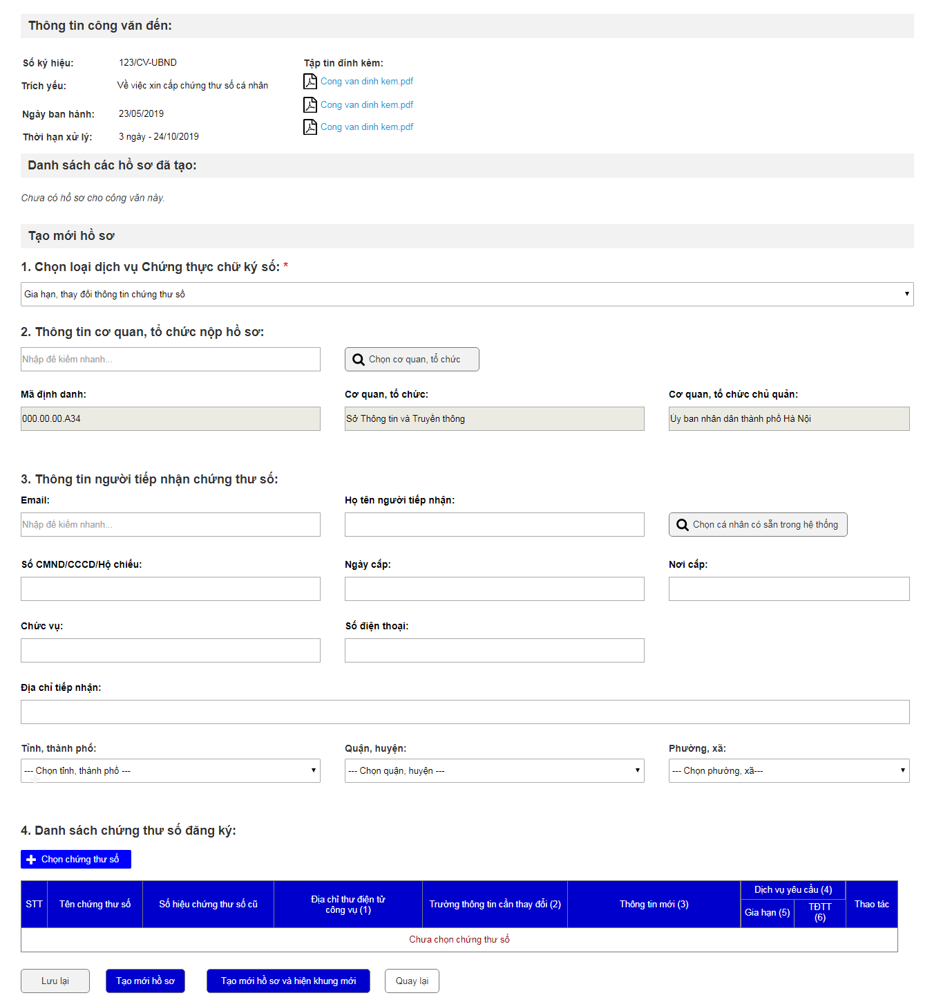 Thông tin công văn đến:
Số ký hiệu: 123/CV-UBND
Trích yếu: Về việc xin cấp chứng thư số cá nhân
Ngày ban hành: 23/05/2019
Thời hạn xử lý: 3 ngày - 24/10/2019
Tập tin đính kèm:
Cong van dinh kem.pdf
Cong van dinh kem.pdf
Cong van dinh kem.pdf
Danh sách các hồ sơ đã tạo:
Chưa có hồ sơ cho công văn này.
Tạo mới hồ sơ
1. Chọn loại dịch vụ Chứng thực chữ ký số: *
Gia hạn, thay đổi thông tin chứng thư số
2. Thông tin cơ quan, tổ chức nộp hồ sơ:
Nhập để kiếm nhanh... Chọn cơ quan, tổ chức
Mã định danh: Cơ quan, tổ chức: Cơ quan, tổ chức chủ quản:
000.00.00.A34 Sở Thông tin và Truyền thông Ủy ban nhân dân thành phố Hà Nội
3. Thông tin người tiếp nhận chứng thư số:
Email: Họ tên người tiếp nhận:
Nhập để kiếm nhanh... Chọn cá nhân có sẵn trong hệ thống
Số CMND/CCCD/Hộ chiếu: Ngày cấp: Nơi cấp:
Chức vụ: Số điện thoại:
Địa chỉ tiếp nhận:
Tỉnh, thành phố: Quận, huyện: Phường, xã:
--- Chọn tỉnh, thành phố --- --- Chọn quận, huyện --- --- Chọn phường, xã---
4. Danh sách chứng thư số đăng ký:
Chọn chứng thư số
STT
Tên chứng thư số
Số hiệu chứng thư số cũ
Địa chỉ thư điện tử
công vụ (1)
Trường thông tin cần thay đổi (2)
Thông tin mới (3)
Dịch vụ yêu cầu (4)
Gia hạn (5)
TĐTT
(6)
Thao tác
Chưa chọn chứng thư số
Lưu lại Tạo mới hồ sơ Tạo mới hồ sơ và hiện khung mới Quay lại